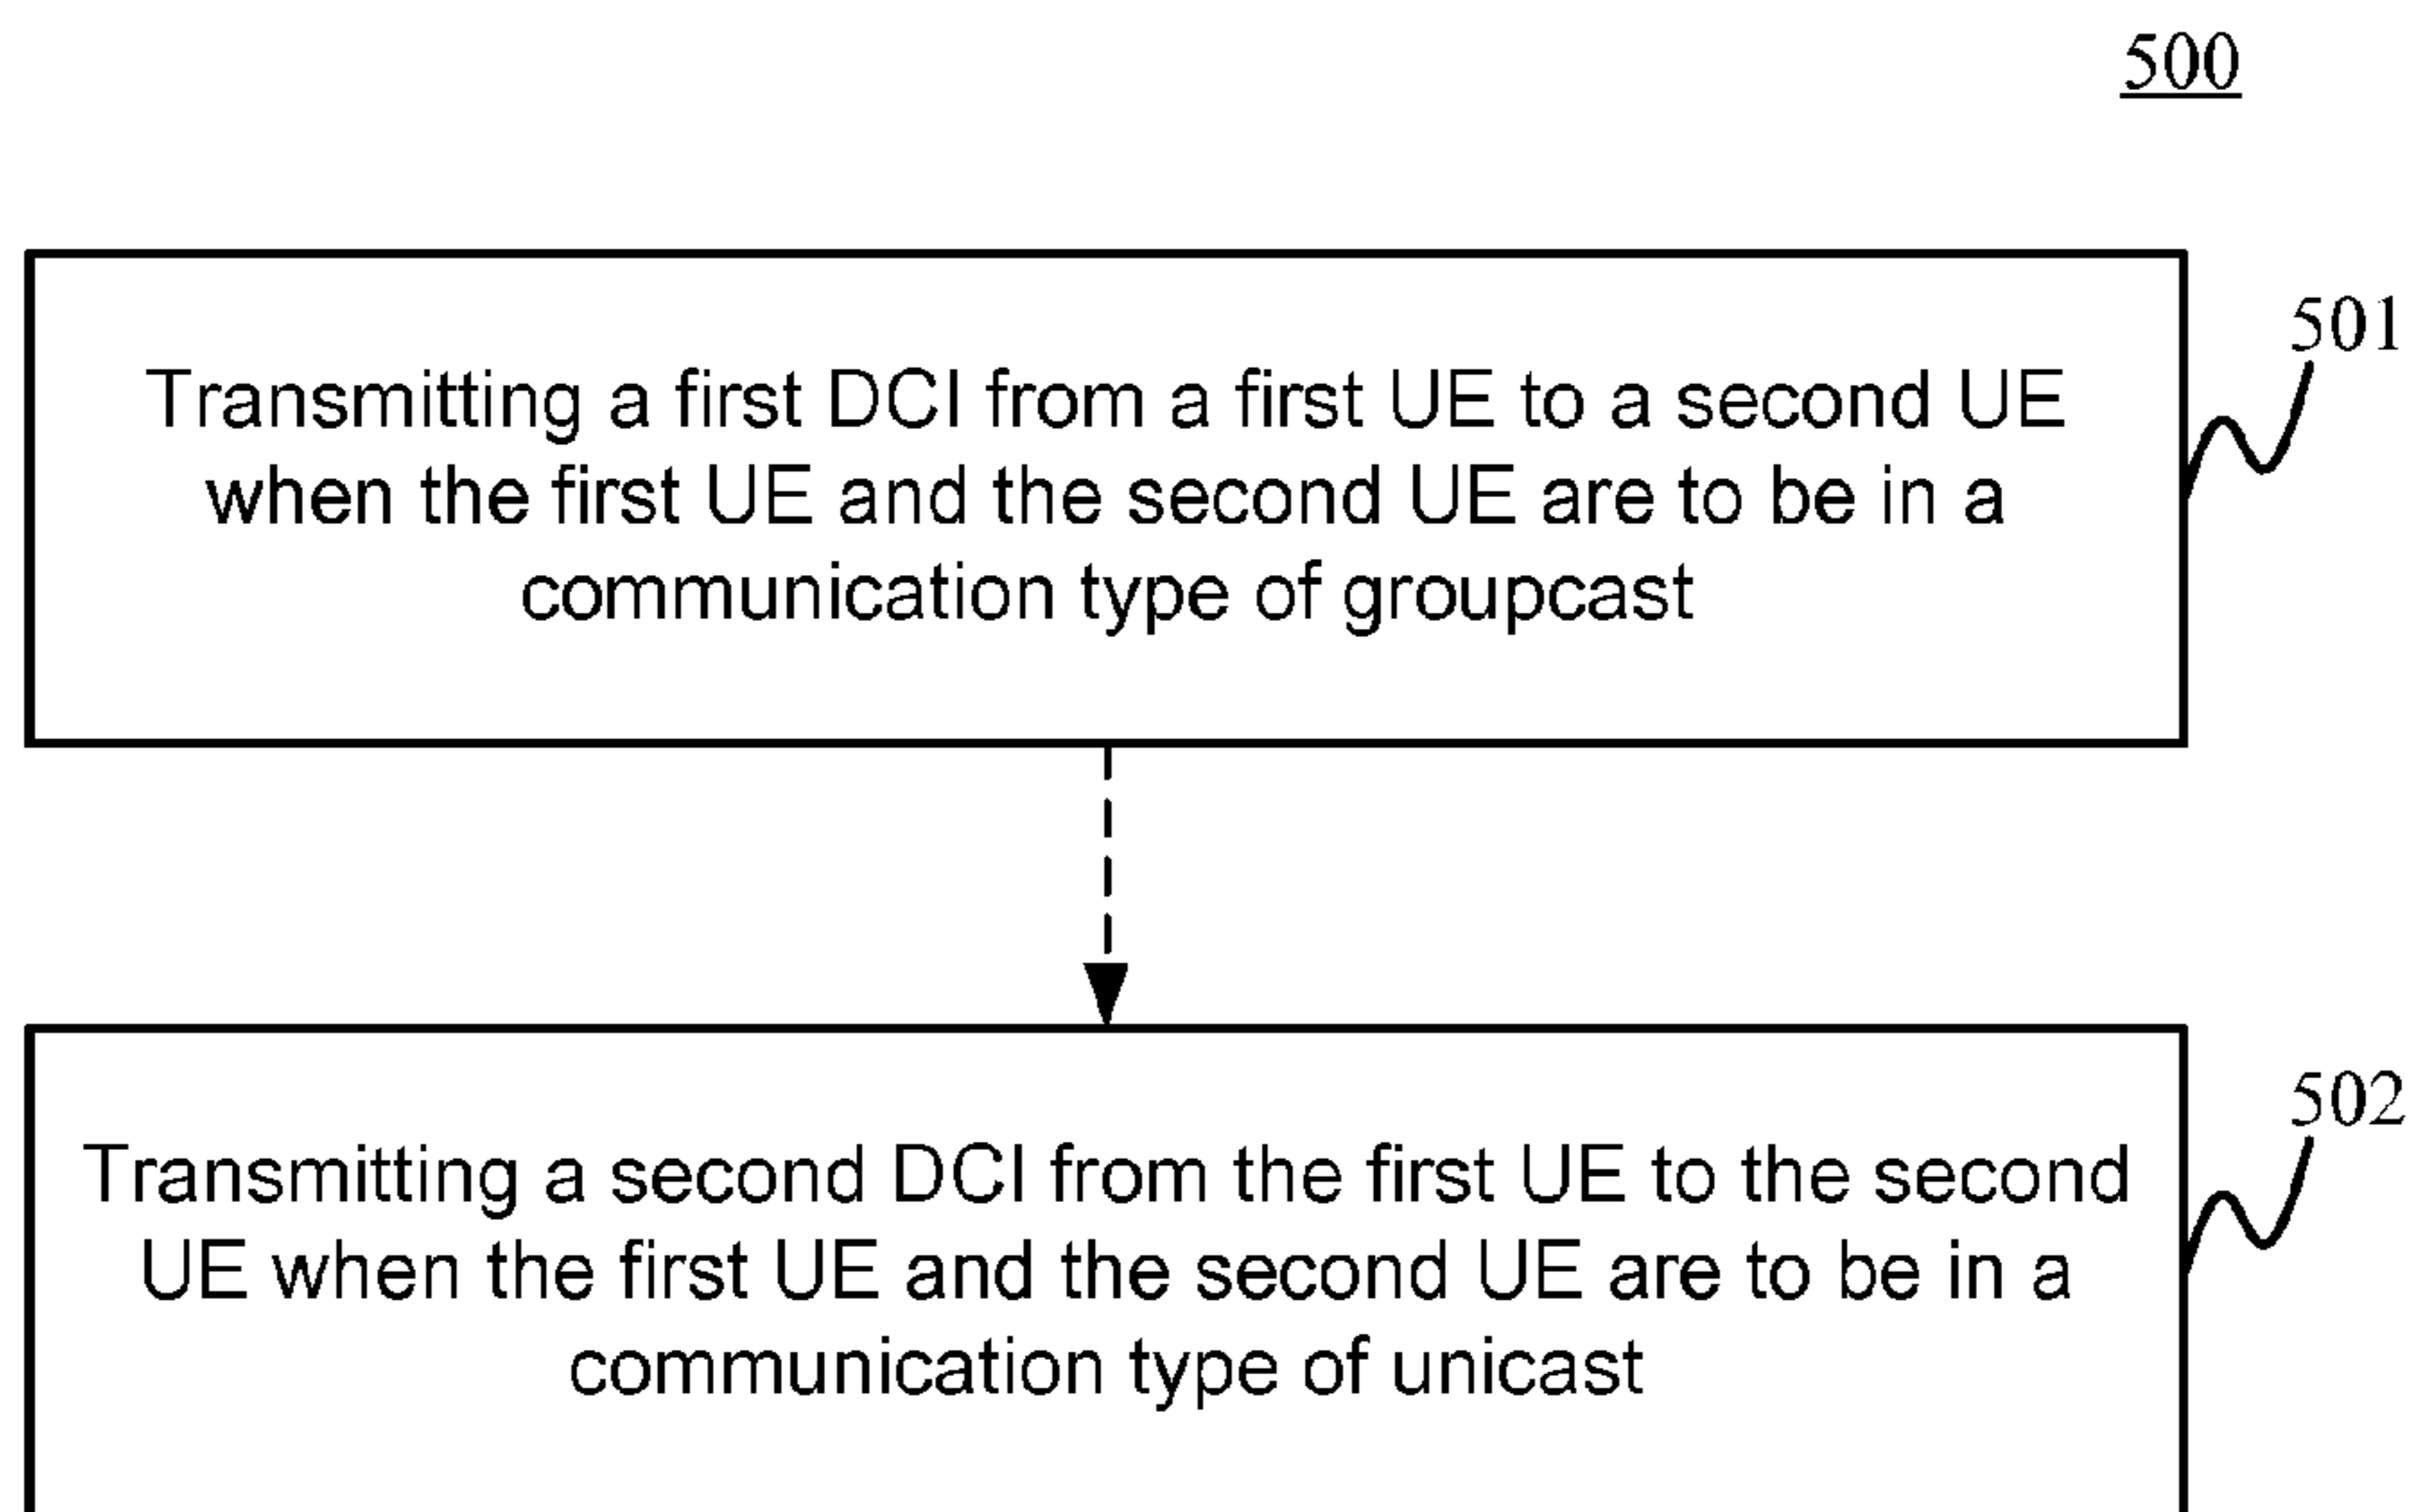 500
501
Transmitting a first DCI from a first UE to a second UE
when the first UE and the second UE are to be in a
communication type of groupcast
502
Transmitting a second DCI from the first UE to the second
UE when the first UE and the second UE are to be in a
communication type of unicast